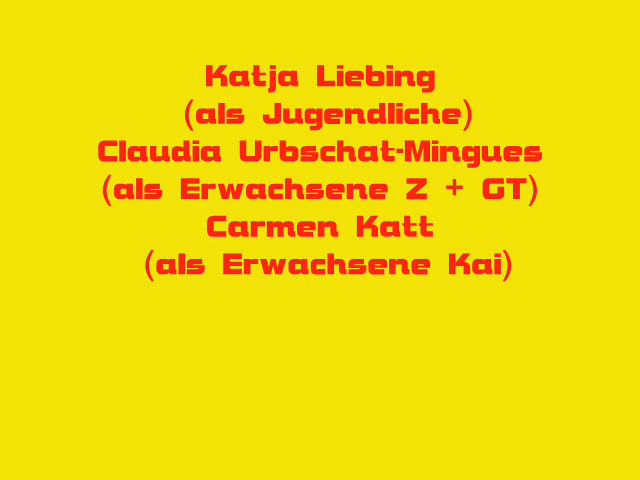 Katja Liebing
(als Jugendliche)
Claudia Urbschat-Mingues
(als Erwachsene Z + GT)
Carmen Katt
(als Erwachsene Kai)